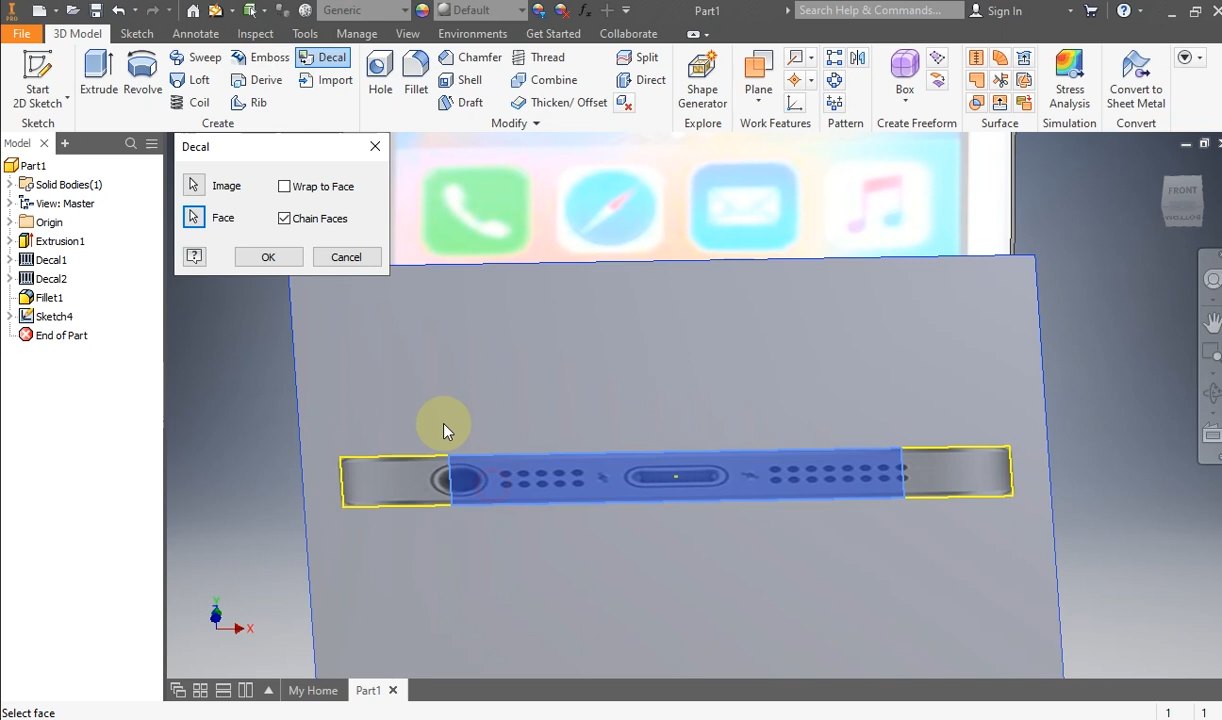 PRO
Generic
Default
Part1
Search Help & Commands...
Sign In
File
3D Model
Sketch
Annotate
Inspect
Tools
Manage
View
Environments
Get Started
Collaborate
Start
2D Sketch
Extrude
Revolve
Sweep
Loft
Coil
Emboss
Derive
Rib
Decal
Import
Hole
Fillet
Chamfer
Shell
Draft
Thread
Combine
Thicken/ Offset
Split
Direct
Shape
Generator
Plane
Box
Stress
Analysis
Convert to
Sheet Metal
Sketch
Create
Modify
Explore
Work Features
Pattern
Create Freeform
Surface
Simulation
Convert
Model
Part1
Solid Bodies(1)
View: Master
Origin
Extrusion1
Decal1
Decal2
Fillet1
Sketch4
End of Part
Decal
Image
Wrap to Face
Face
Chain Faces
OK
Cancel
FRONT
BOTTOM
Y
Z
X
My Home
Part1
Select face
1 1